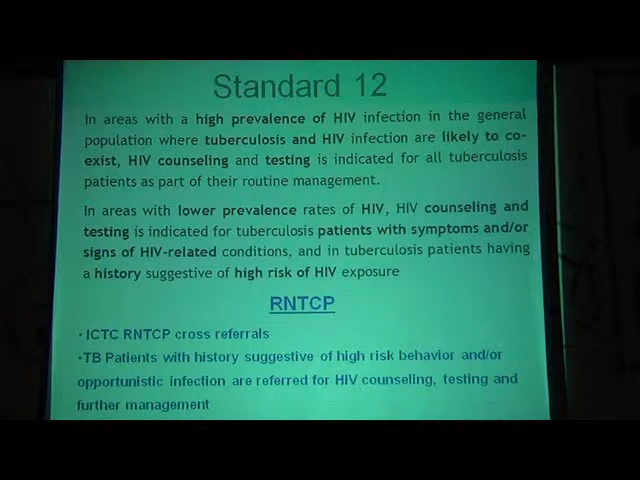 Standard 12
In areas with a high prevalence of HIV infection in the general
population where tuberculosis and HIV infection are likely to co-
exist, HIV counseling and testing is indicated for all tuberculosis
patients as part of their routine management.
In areas with lower prevalence rates of HIV, HIV counseling and
testing is indicated for tuberculosis patients with symptoms and/or
signs of HIV-related conditions, and in tuberculosis patients having
a history suggestive of high risk of HIV exposure
RNTCP
• ICTC RNTCP cross referrals
•TB Patients with history suggestive of high risk behavior and/or
opportunistic infection are referred for HIV counseling, testing and
further management